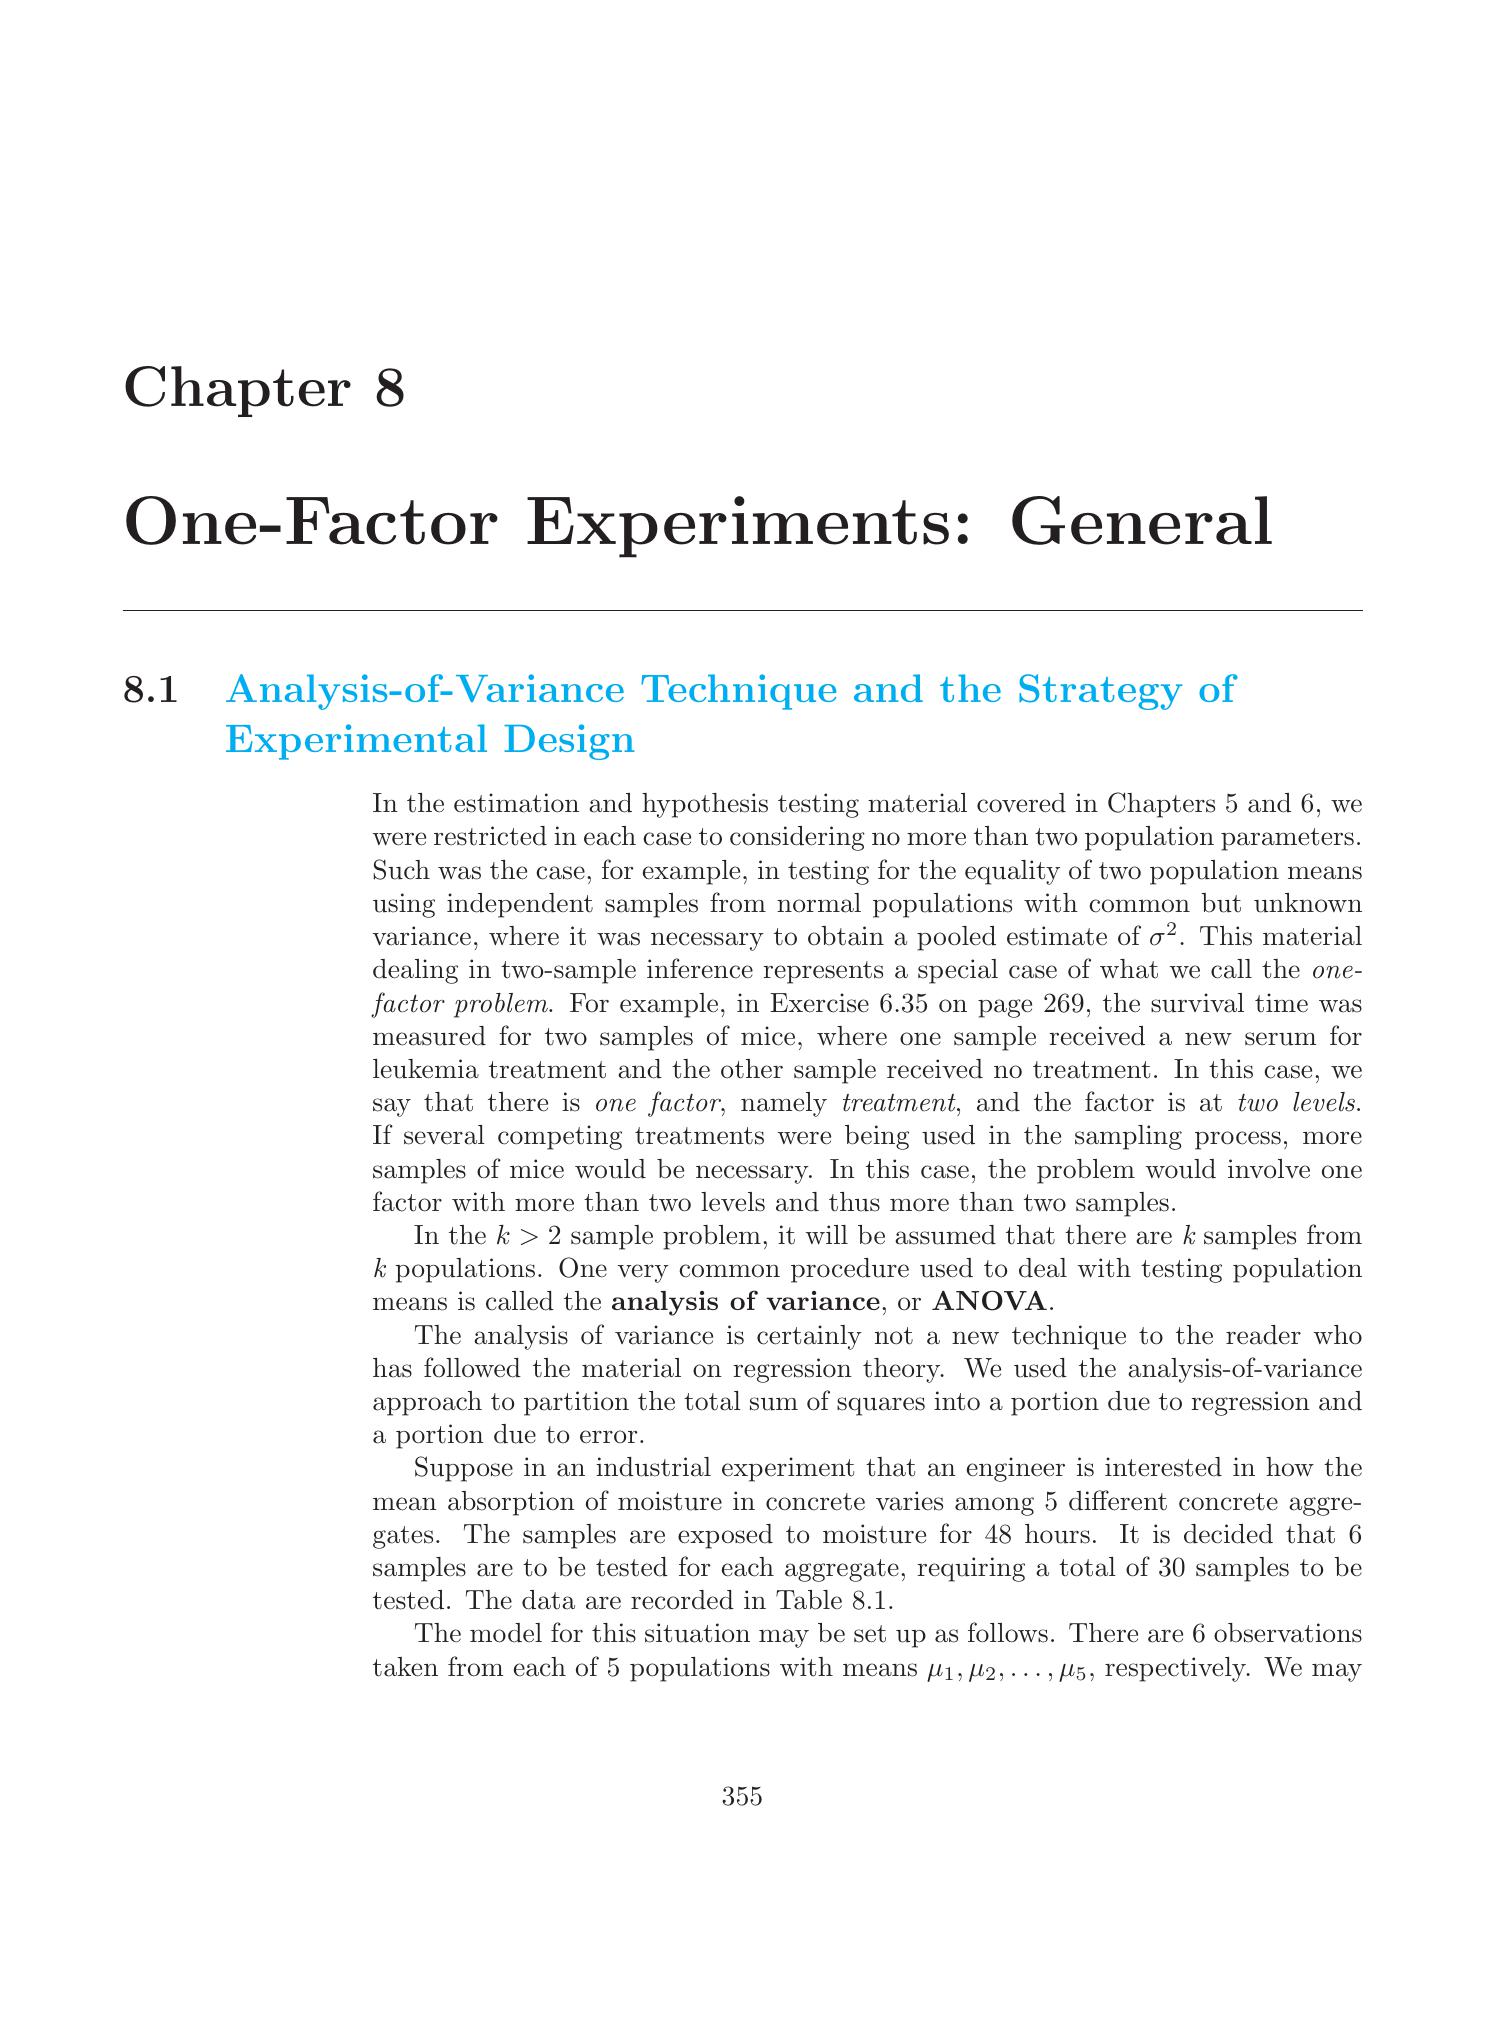 Chapter 8
One-Factor Experiments: General
8.1 Analysis-of-Variance Technique and the Strategy of
Experimental Design
In the estimation and hypothesis testing material covered in Chapters 5 and 6, we
were restricted in each case to considering no more than two population parameters.
Such was the case, for example, in testing for the equality of two population means
using independent samples from normal populations with common but unknown
variance, where it was necessary to obtain a pooled estimate of σ². This material
dealing in two-sample inference represents a special case of what we call the one-
factor problem. For example, in Exercise 6.35 on page 269, the survival time was
measured for two samples of mice, where one sample received a new serum for
leukemia treatment and the other sample received no treatment. In this case, we
say that there is one factor, namely treatment, and the factor is at two levels.
If several competing treatments were being used in the sampling process, more
samples of mice would be necessary. In this case, the problem would involve one
factor with more than two levels and thus more than two samples.
In the k > 2 sample problem, it will be assumed that there are k samples from
k populations. One very common procedure used to deal with testing population
means is called the analysis of variance, or ANOVA.
The analysis of variance is certainly not a new technique to the reader who
has followed the material on regression theory. We used the analysis-of-variance
approach to partition the total sum of squares into a portion due to regression and
a portion due to error.
Suppose in an industrial experiment that an engineer is interested in how the
mean absorption of moisture in concrete varies among 5 different concrete aggre-
gates. The samples are exposed to moisture for 48 hours. It is decided that 6
samples are to be tested for each aggregate, requiring a total of 30 samples to be
tested. The data are recorded in Table 8.1.
The model for this situation may be set up as follows. There are 6 observations
taken from each of 5 populations with means μ₁, μ₂, . . . , μ₅, respectively. We may
355